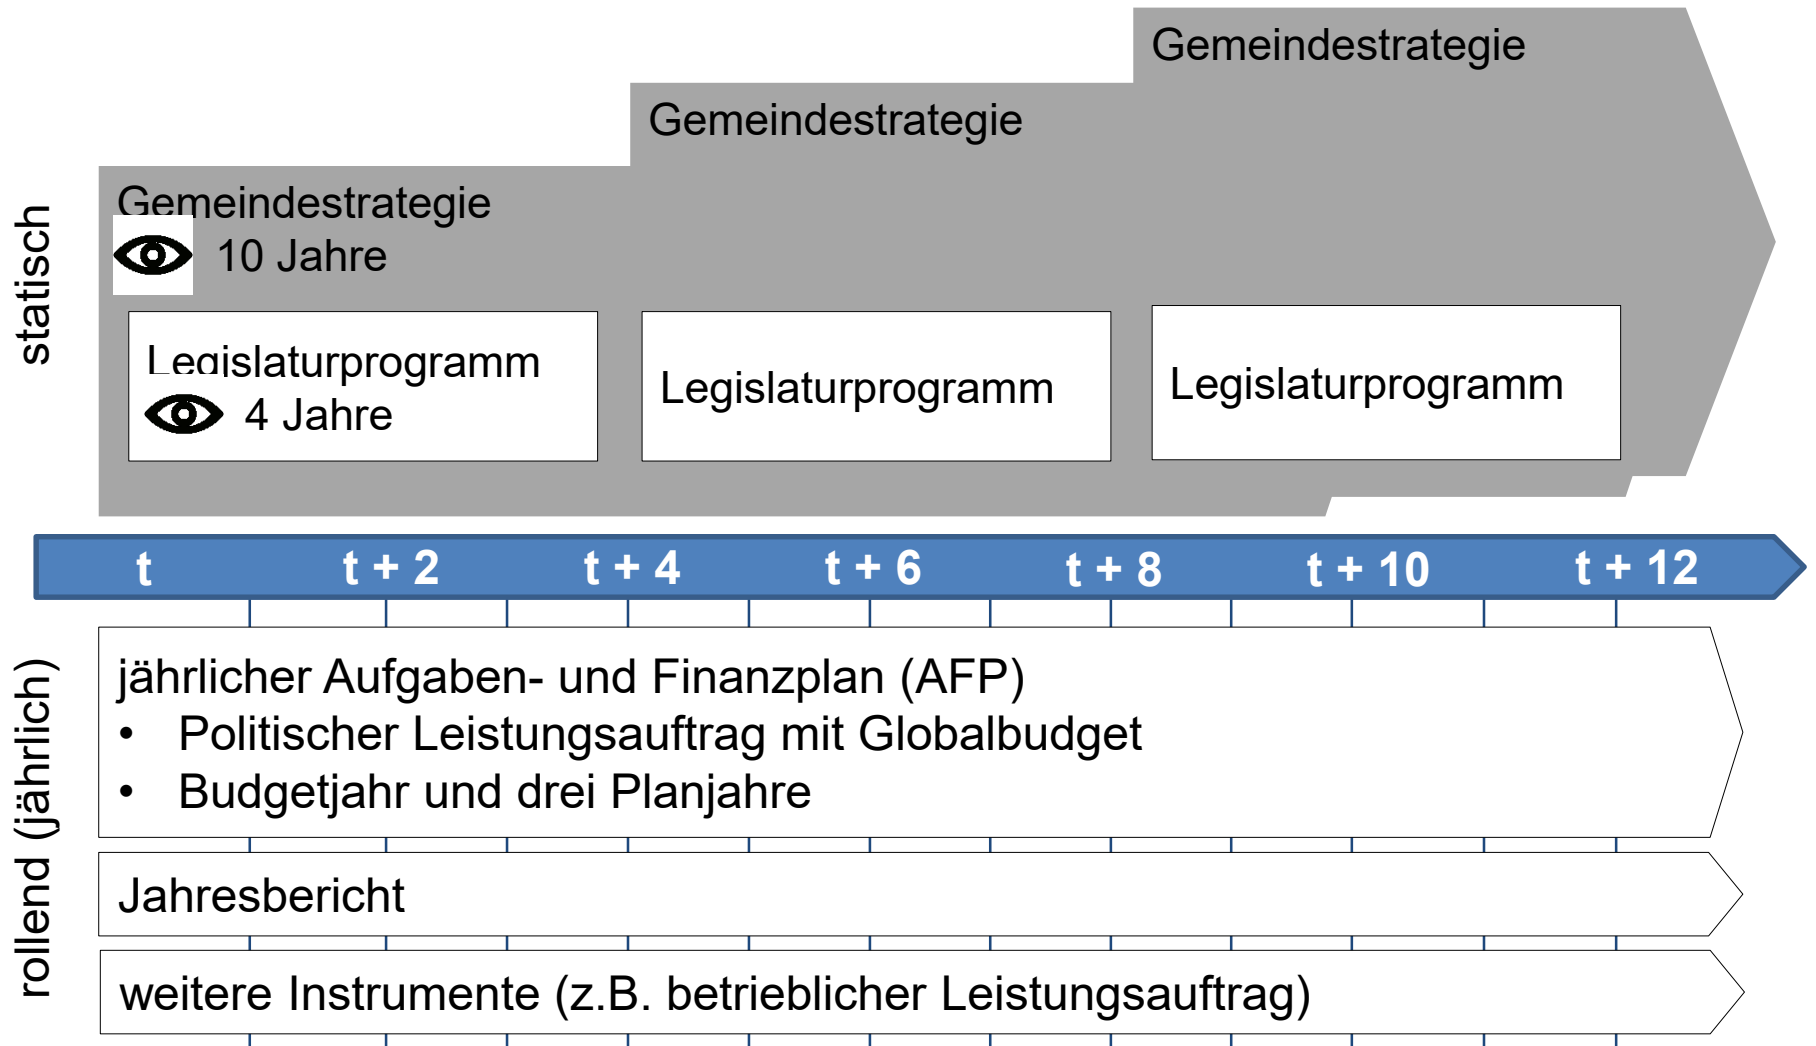 Gemeindestrategie
Gemeindestrategie
Gemeindestrategie
10 Jahre
statisch
Legislaturprogramm
4 Jahre
Legislaturprogramm
Legislaturprogramm
t
t + 2
t + 4
t + 6
t + 8
t + 10
t + 12
rollend (jährlich)
jährlicher Aufgaben- und Finanzplan (AFP)
• Politischer Leistungsauftrag mit Globalbudget
• Budgetjahr und drei Planjahre
Jahresbericht
weitere Instrumente (z.B. betrieblicher Leistungsauftrag)